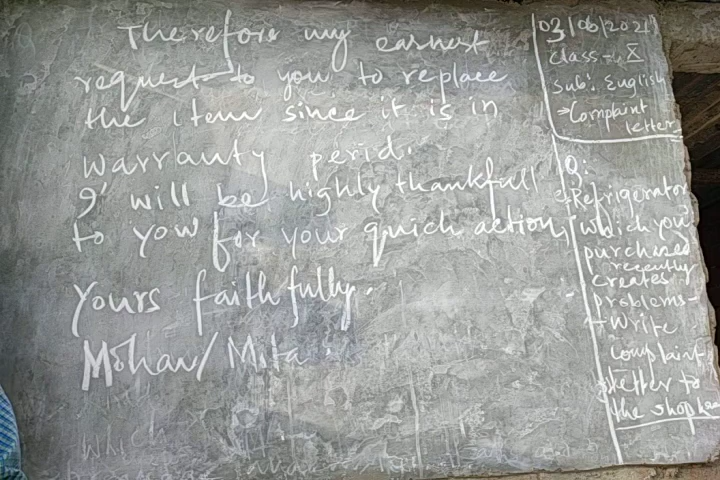 Therefore my earnest
request to you to replace
the item since it is in
warranty perid.
I will be highly thankfull
to you for your quich action,
Yours faithfully.
Mohan/Mita.
which
03/06/2021
Class - X
Sub: English
⇒Complaint
letter
Q:
Refrigerator
which you
purchased
recently
creates
problems-
Write
complaint
letter to
the shop